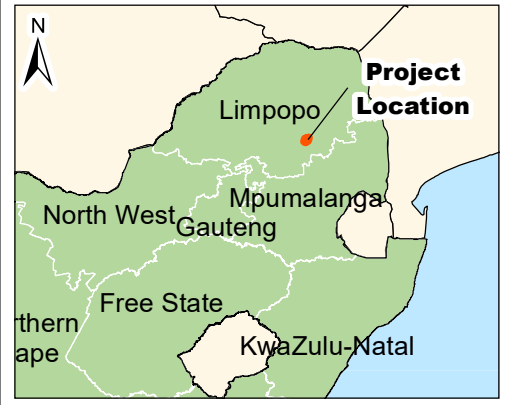 N
Project
Location
Limpopo
Mpumalanga
North West
Gauteng
Free State
rthern
ape
KwaZulu-Natal